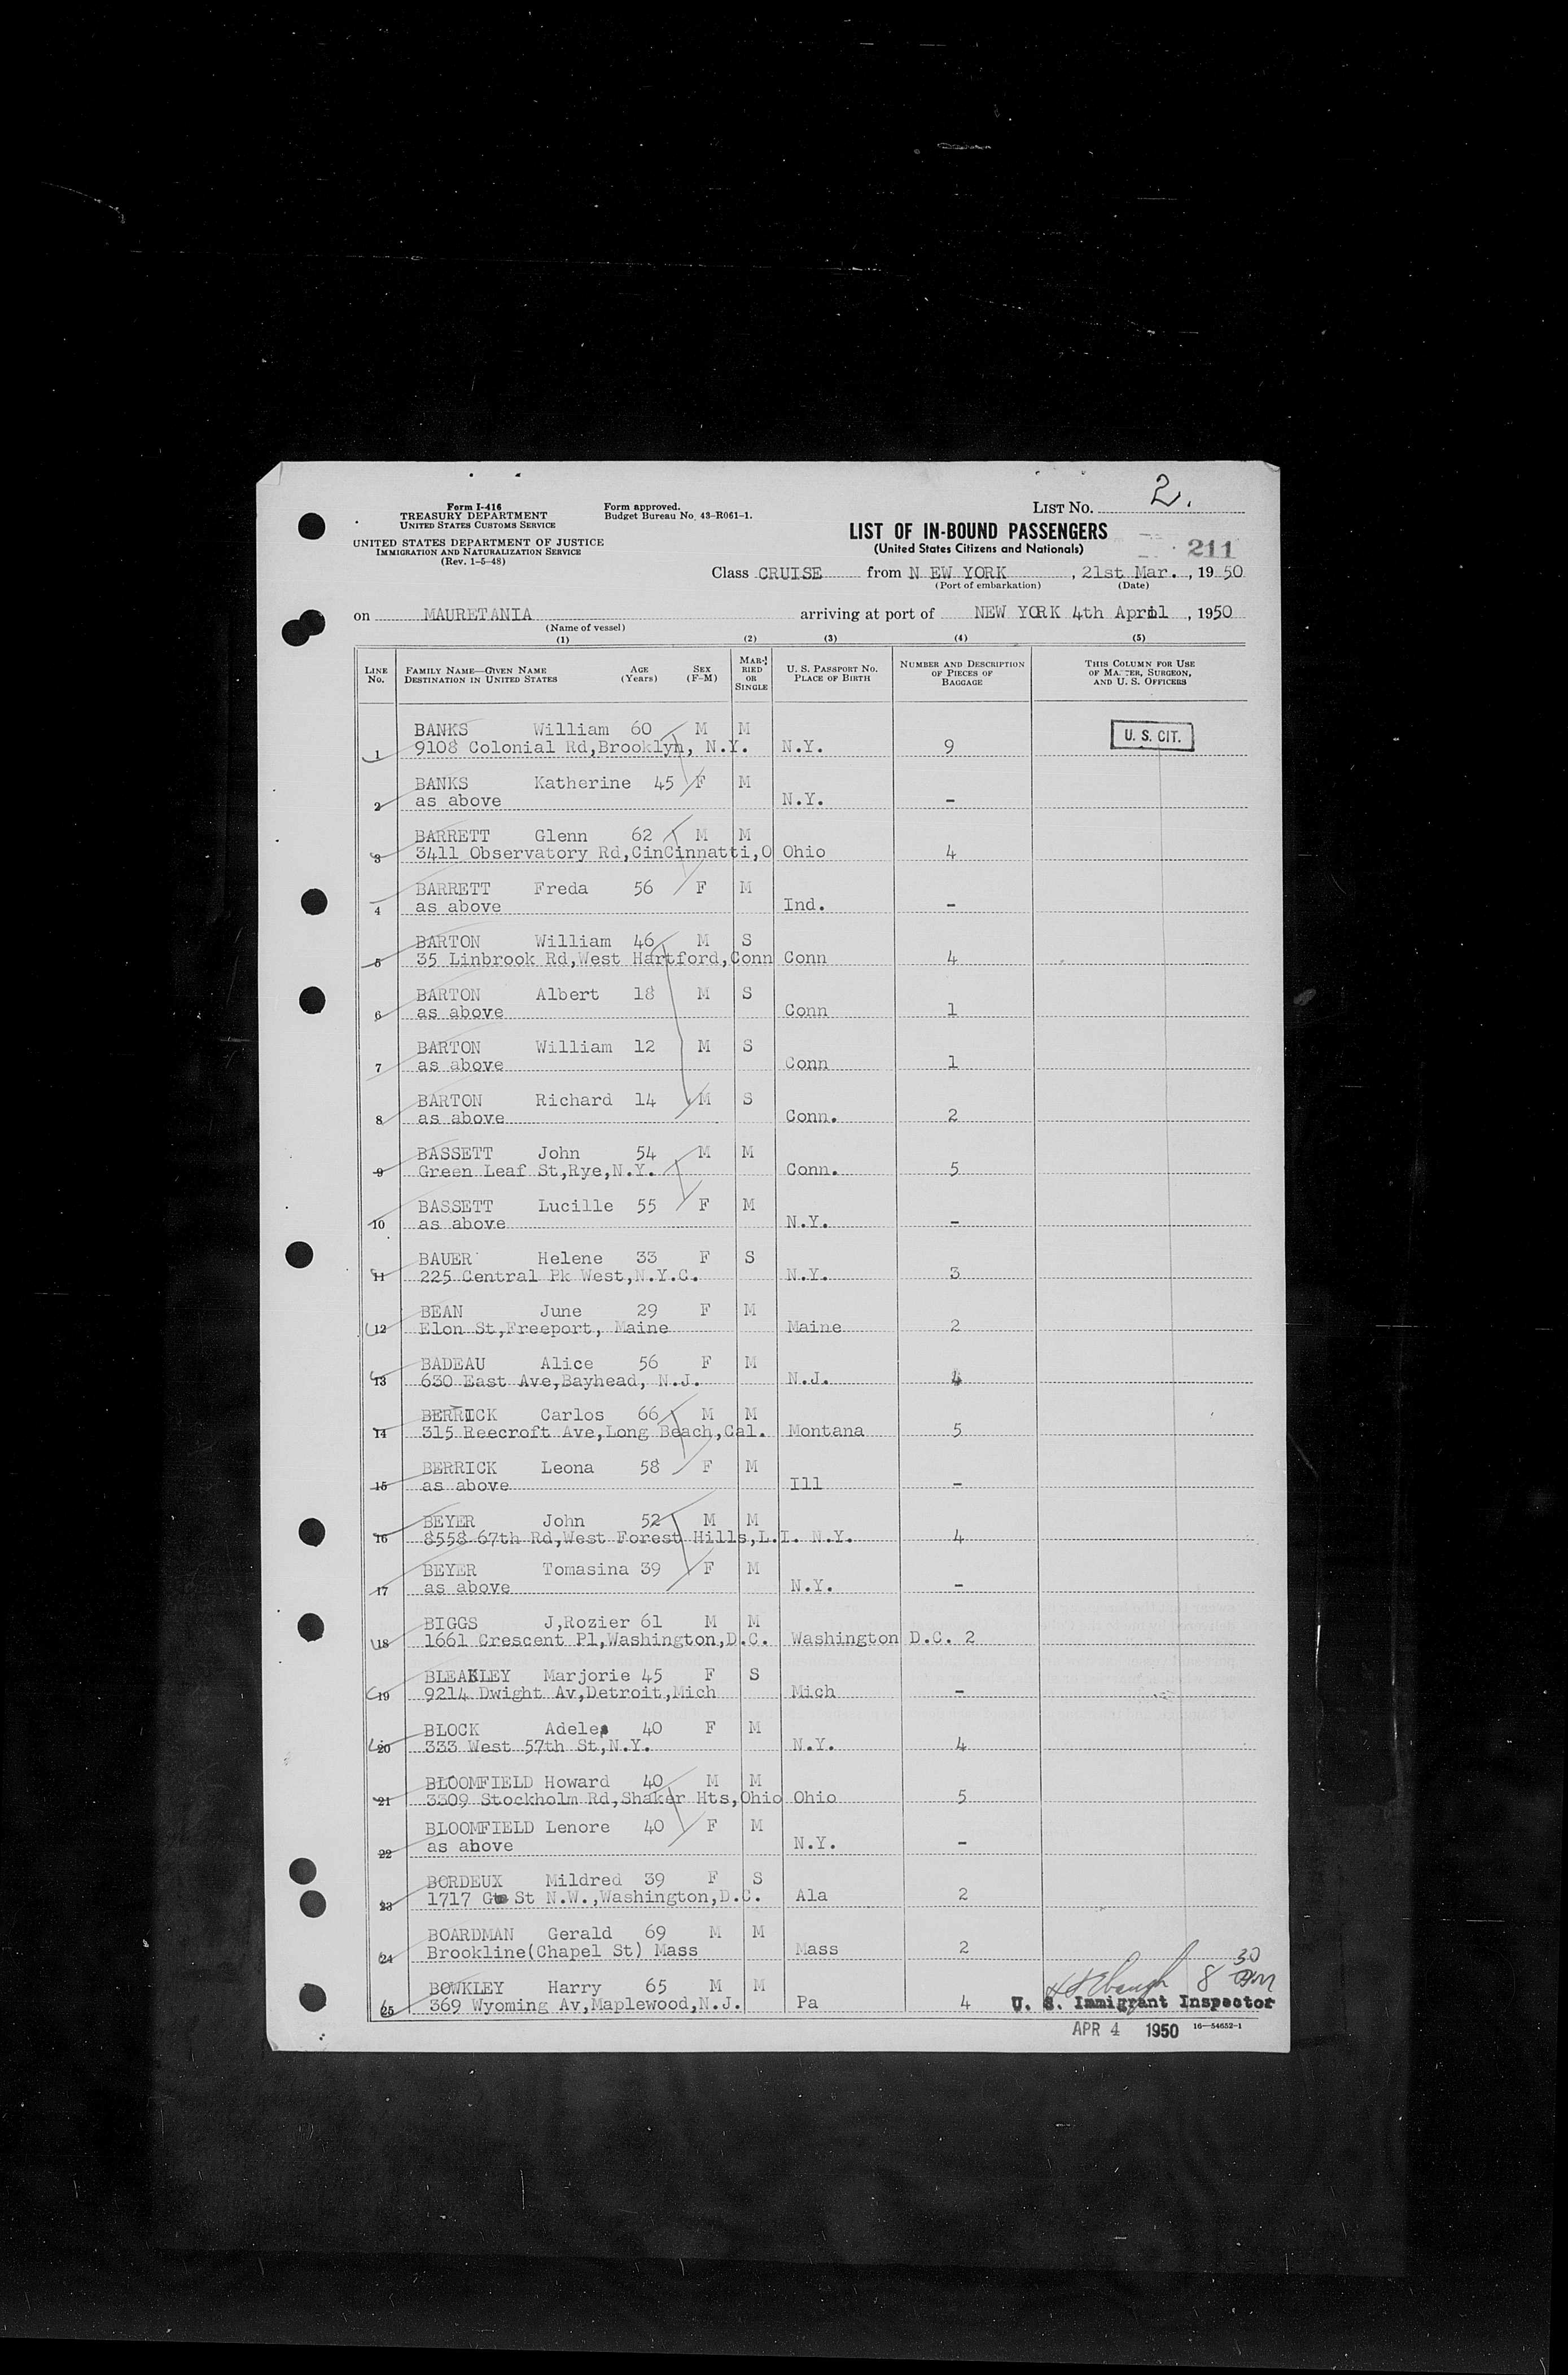 2.
Form I-416
TREASURY DEPARTMENT
UNITED STATES CUSTOMS SERVICE
Form approved.
Budget Bureau No. 43-R061-1.
LIST NO.
UNITED STATES DEPARTMENT OF JUSTICE
IMMIGRATION AND NATURALIZATION SERVICE
(Rev. 1-5-48)
LIST OF IN-BOUND PASSENGERS
(United States Citizens and Nationals)
211
Class CRUISE from N EW YORK, 21st Mar., 1950
(Port of embarkation) (Date)
on MAURETANIA arriving at port of NEW YORK 4th April, 1950
(Name of vessel)
(1) (2) (3) (4) (5)
LINE NO. FAMILY NAME—GIVEN NAME DESTINATION IN UNITED STATES AGE (Years) SEX (F-M) MARRIED OR SINGLE U. S. PASSPORT NO. PLACE OF BIRTH NUMBER AND DESCRIPTION OF PIECES OF BAGGAGE THIS COLUMN FOR USE OF MASTER, SURGEON, AND U. S. OFFICERS
BANKS William 60 M M U. S. CIT.
1 9108 Colonial Rd,Brooklyn, N.Y. N.Y. 9
BANKS Katherine 45 F M
2 as above N.Y. -
BARRETT Glenn 62 M M
3 3411 Observatory Rd,CinCinnatti,O Ohio 4
BARRETT Freda 56 F M
4 as above Ind. -
BARTON William 46 M S
5 35 Linbrook Rd,West Hartford,Conn Conn 4
BARTON Albert 18 M S
6 as above Conn 1
BARTON William 12 M S
7 as above Conn 1
BARTON Richard 14 M S
8 as above Conn. 2
BASSETT John 54 M M
9 Green Leaf St,Rye,N.Y. Conn. 5
BASSETT Lucille 55 F M
10 as above N.Y. -
BAUER Helene 33 F S
11 225 Central Pk West,N.Y.C. N.Y. 3
BEAN June 29 F M
12 Elon St,Freeport, Maine Maine 2
BADEAU Alice 56 F M
13 630 East Ave,Bayhead, N.J. N.J. 4
BERRICK Carlos 66 M M
14 315 Reecroft Ave,Long Beach,Cal. Montana 5
BERRICK Leona 58 F M
15 as above Ill -
BEYER John 52 M M
16 8558 67th Rd,West Forest Hills,L.I. N.Y. 4
BEYER Tomasina 39 F M
17 as above N.Y. -
BIGGS J,Rozier 61 M M
18 1661 Crescent Pl,Washington,D.C. Washington D.C. 2
BLEAKLEY Marjorie 45 F S
19 9214 Dwight Av,Detroit,Mich Mich -
BLOCK Adele 40 F M
20 333 West 57th St,N.Y. N.Y. 4
BLOOMFIELD Howard 40 M M
21 3309 Stockholm Rd,Shaker Hts,Ohio Ohio 5
BLOOMFIELD Lenore 40 F M
22 as above N.Y. -
BORDEUX Mildred 39 F S
23 1717 G St N.W.,Washington,D.C. Ala 2
BOARDMAN Gerald 69 M M
24 Brookline(Chapel St) Mass Mass 2
BOWKLEY Harry 65 M M 8 30 AM
25 369 Wyoming Av,Maplewood,N.J. Pa 4 U. S. Immigrant Inspector
APR 4 1950 16-54652-1